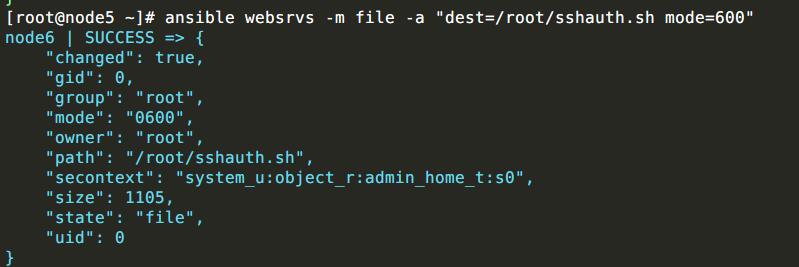 }
[root@node5 ~]# ansible websrvs -m file -a "dest=/root/sshauth.sh mode=600"
node6 | SUCCESS => {
    "changed": true,
    "gid": 0,
    "group": "root",
    "mode": "0600",
    "owner": "root",
    "path": "/root/sshauth.sh",
    "secontext": "system_u:object_r:admin_home_t:s0",
    "size": 1105,
    "state": "file",
    "uid": 0
}